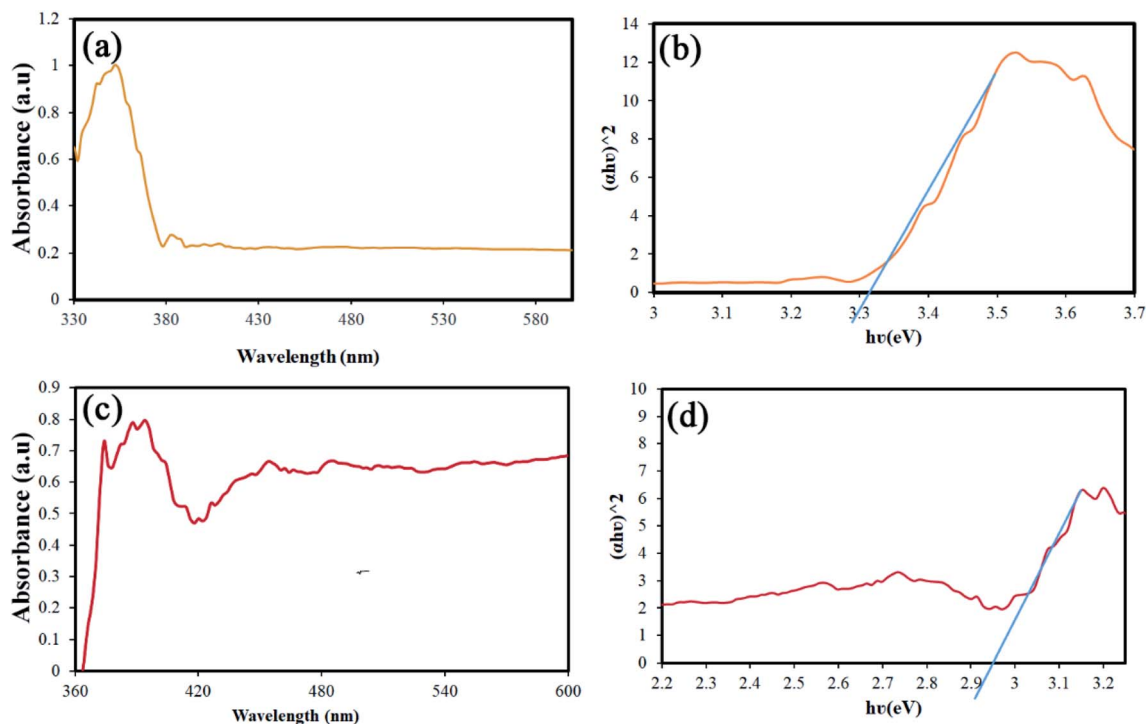 (a)
Absorbance (a.u)
1.2
1
0.8
0.6
0.4
0.2
0
330 380 430 480 530 580
Wavelength (nm)
(b)
(αhυ)^2
14
12
10
8
6
4
2
0
3 3.1 3.2 3.3 3.4 3.5 3.6 3.7
hυ(eV)
(c)
Absorbance (a.u)
0.9
0.8
0.7
0.6
0.5
0.4
0.3
0.2
0.1
0
360 420 480 540 600
Wavelength (nm)
(d)
(αhυ)^2
10
9
8
7
6
5
4
3
2
1
0
2.2 2.3 2.4 2.5 2.6 2.7 2.8 2.9 3 3.1 3.2
hυ(eV)